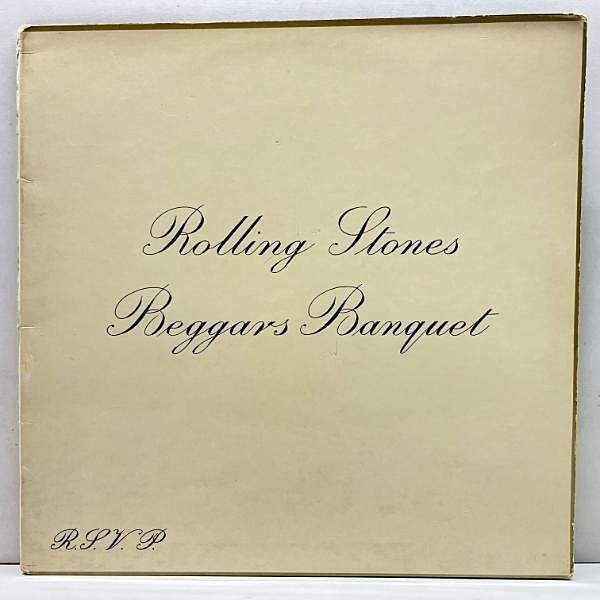 Rolling Stones
Beggars Banquet
R.S.V.P.